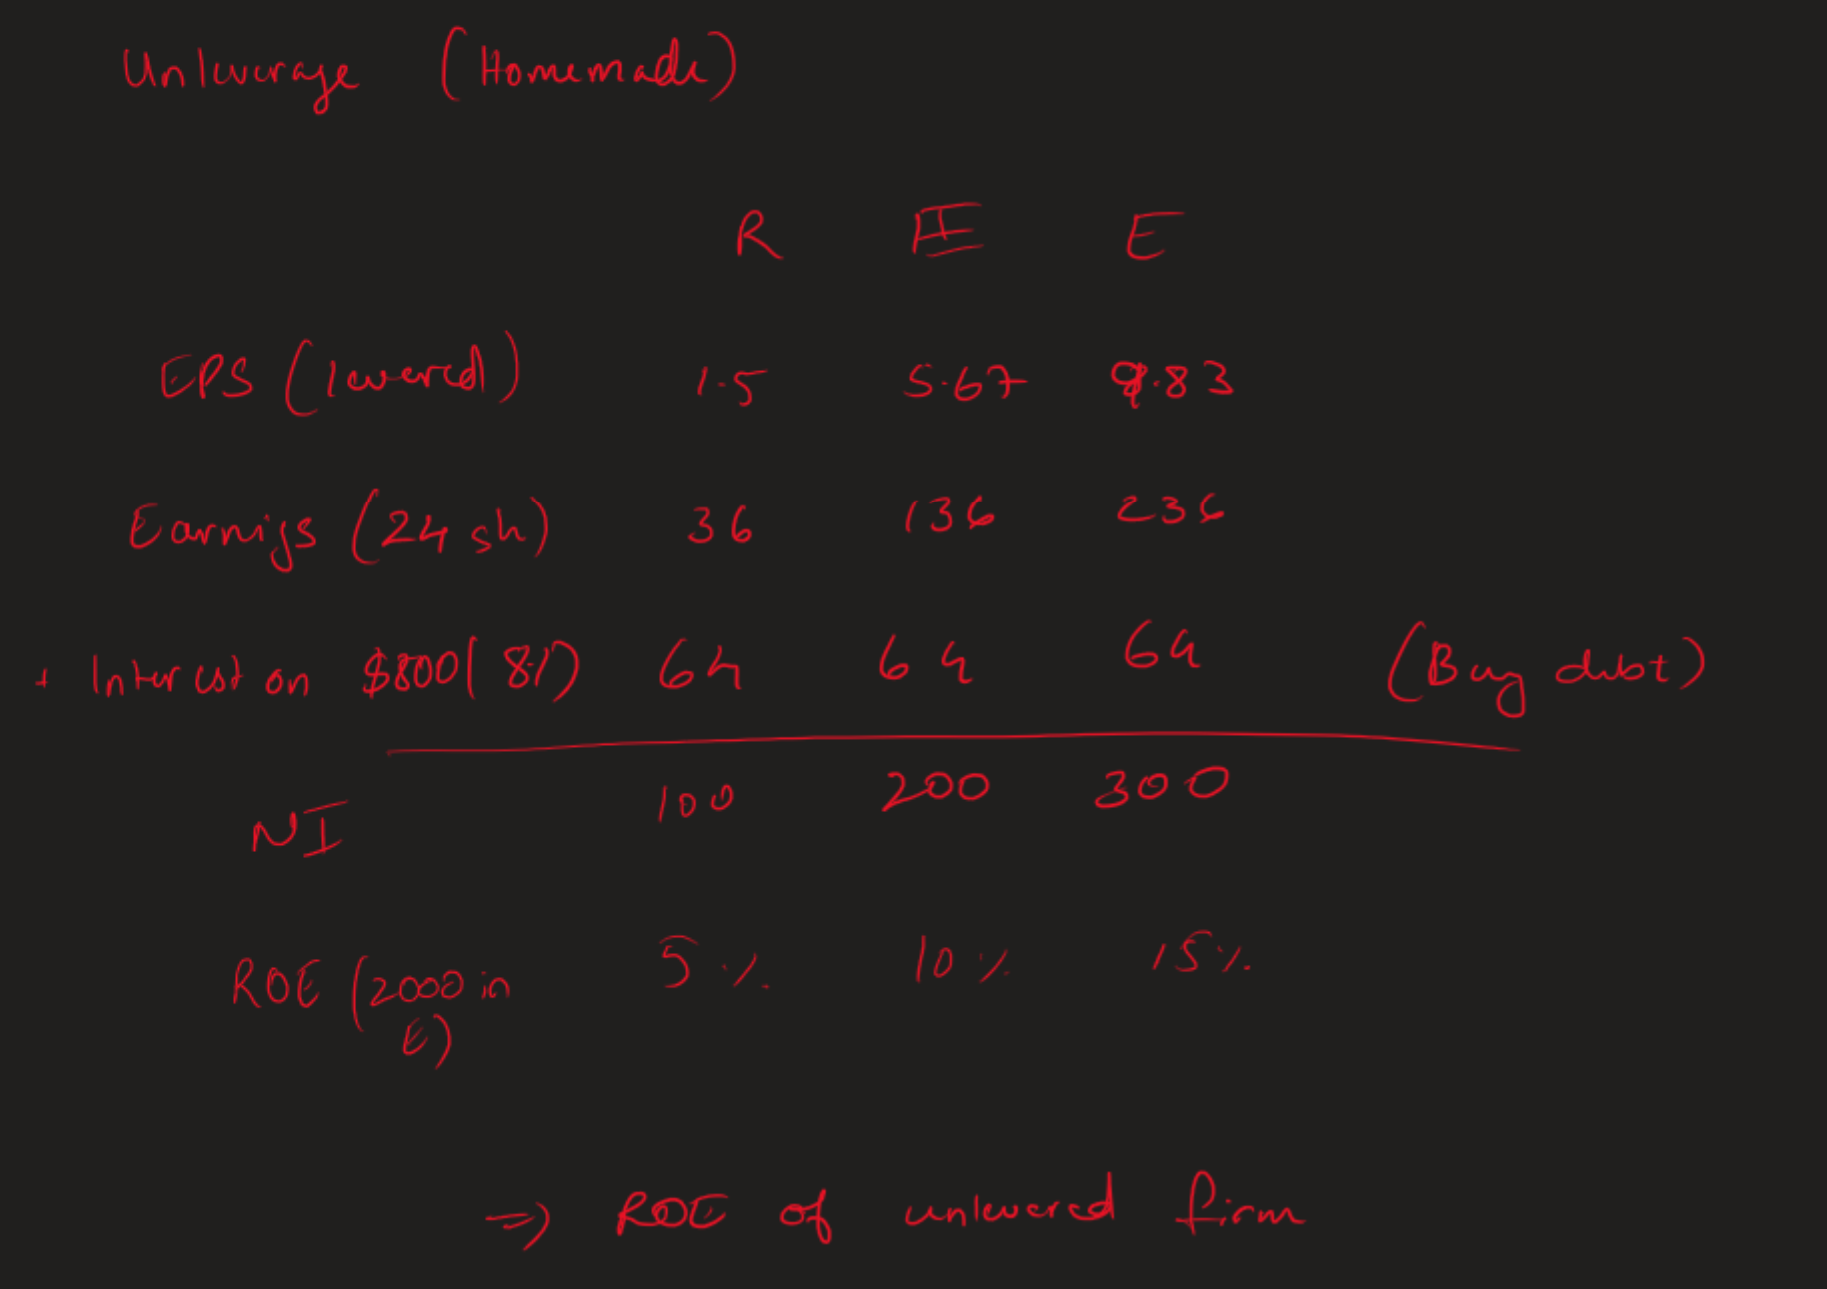 Unleverage (Homemade)
R E E
EPS (levered) 1.5 5.67 9.83
Earnigs (24 sh) 36 136 236
+ Interest on $800 (8%) 64 64 64 (Buy debt)
NI 100 200 300
ROE (2000 in 5% 10% 15%
E)
=> ROE of unlevered firm